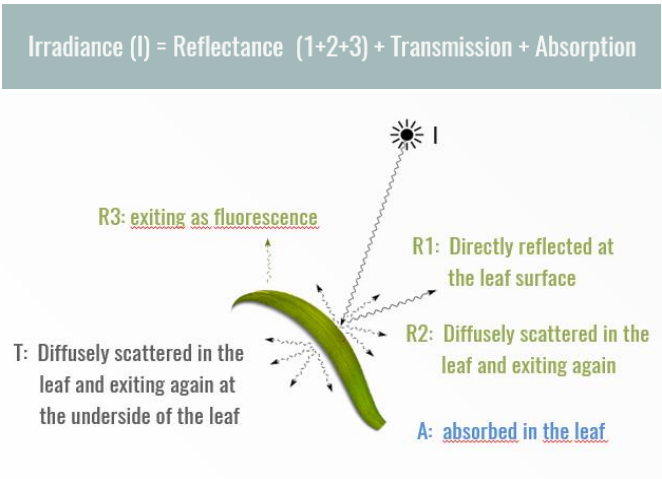 Irradiance (I) = Reflectance (1+2+3) + Transmission + Absorption
I
R3: exiting as fluorescence
R1: Directly reflected at
the leaf surface
R2: Diffusely scattered in the
leaf and exiting again
T: Diffusely scattered in the
leaf and exiting again at
the underside of the leaf
A: absorbed in the leaf